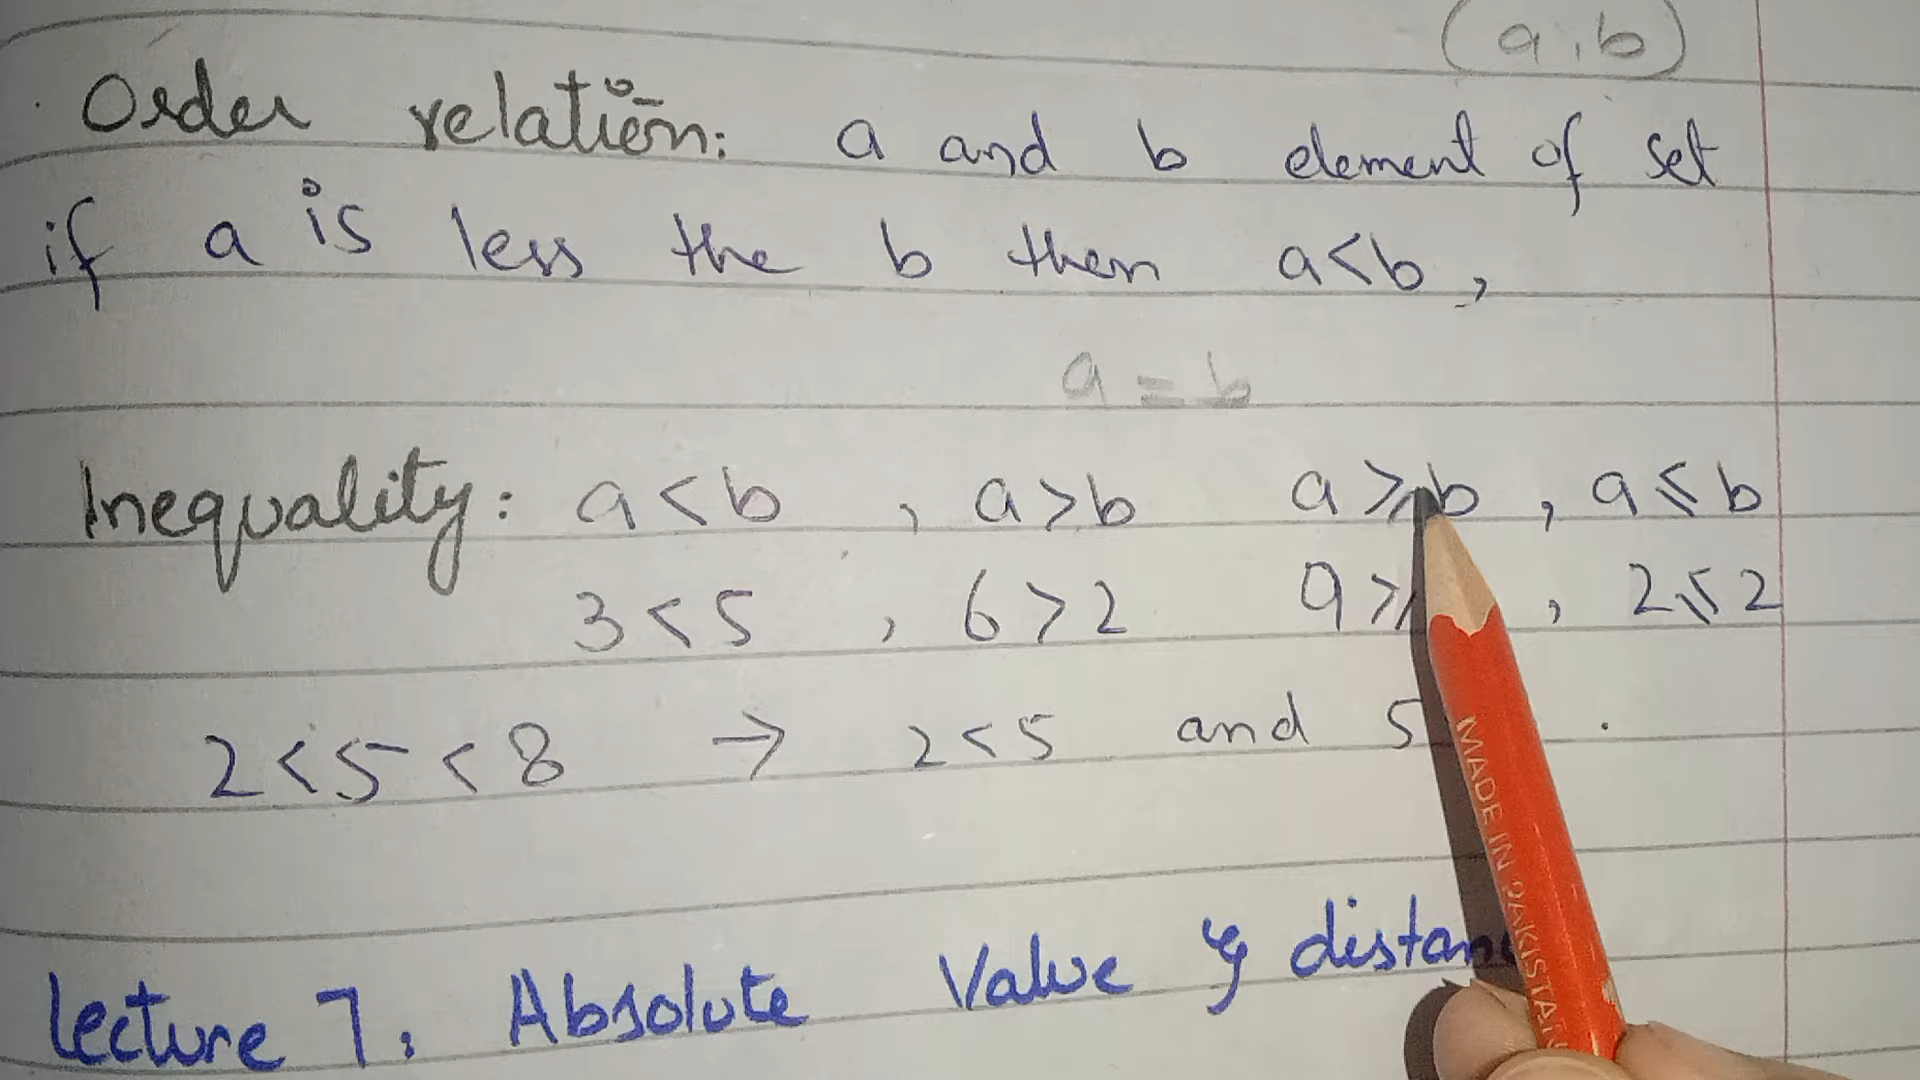 (a,b)
Order relation: a and b element of set
if a is less the b then a<b,
a = b
Inequality: a < b , a > b a ⩾ b , a ⩽ b
3 < 5 , 6 > 2 9 ⩾ , 2 ⩽ 2
2 < 5 < 8 → 2 < 5 and 5 .
Lecture 7: Absolute Value & distan
MADE IN PAKISTAN